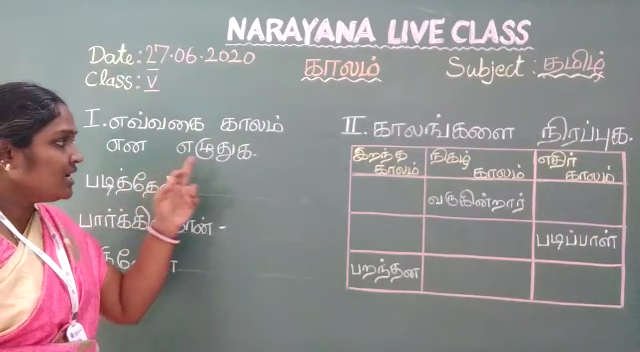 NARAYANA LIVE CLASS
Date: 27.06.2020
Class: V
காலம்
Subject: தமிழ்
I. எவ்வகை காலம்
என எழுதுக.
படித்தே
பார்க்கி ன் -
II. காலங்களை நிரப்புக.
இறந்த காலம் நிகழ் காலம் எதிர் காலம்
வருகின்றார்
படிப்பாள்
பறந்தன